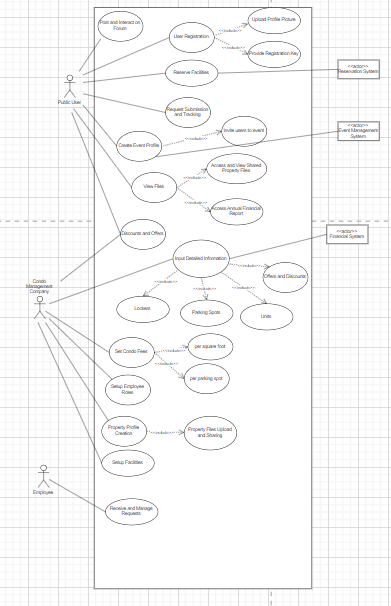 Post and Interact on
Forum
Upload Profile Picture
User Registration
<<include>>
<<include>>
Provide Registration Key
Reserve Facilities
<<actor>>
Reservation System
Public User
Request Submission
and Tracking
Invite users to event
<<actor>>
Event Management
System
Create Event Profile
<<include>>
Access and View Shared
Property Files
<<include>>
View Files
<<include>>
Access Annual Financial
Report
Discounts and Offers
<<actor>>
Financial System
Input Detailed Information
<<include>>
Offers and Discounts
Condo
Management
Company
<<include>>
<<include>>
<<include>>
Lockers
Parking Spots
Units
Set Condo Fees
<<include>>
per square foot
<<include>>
per parking spot
Setup Employee
Roles
Property Profile
Creation
<<include>>
Property Files Upload
and Sharing
Setup Facilities
Employee
Receive and Manage
Requests